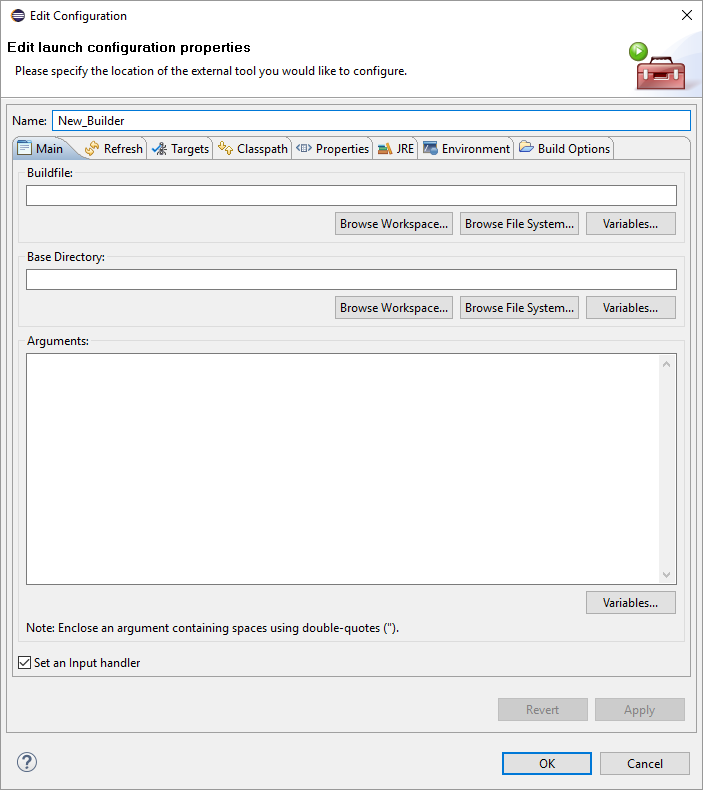 Edit Configuration
Edit launch configuration properties
Please specify the location of the external tool you would like to configure.
Name: New_Builder
Main Refresh Targets Classpath Properties JRE Environment Build Options
Buildfile:
Browse Workspace... Browse File System... Variables...
Base Directory:
Browse Workspace... Browse File System... Variables...
Arguments:
Variables...
Note: Enclose an argument containing spaces using double-quotes (").
Set an Input handler
Revert Apply
? OK Cancel